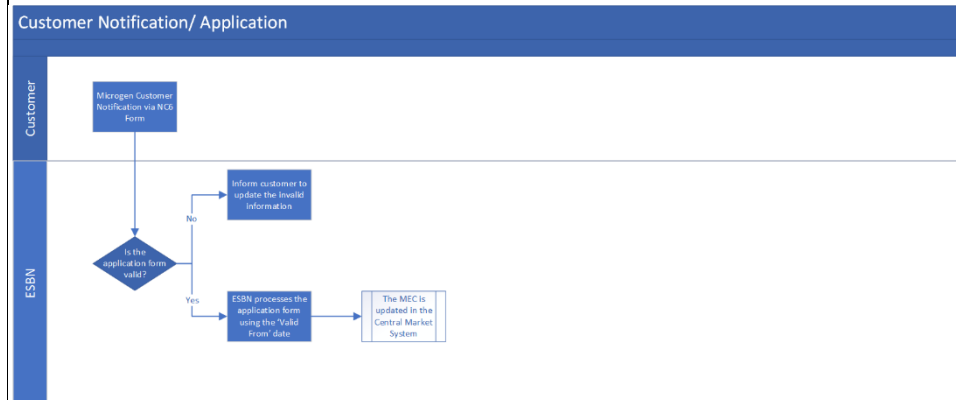 Customer Notification/ Application
Customer
Microgen Customer
Notification via NC6
Form
ESBN
Inform customer to
update the invalid
information
No
Is the
application form
valid?
Yes
ESBN processes the
application form
using the 'Valid
From' date
The MEC is
updated in the
Central Market
System